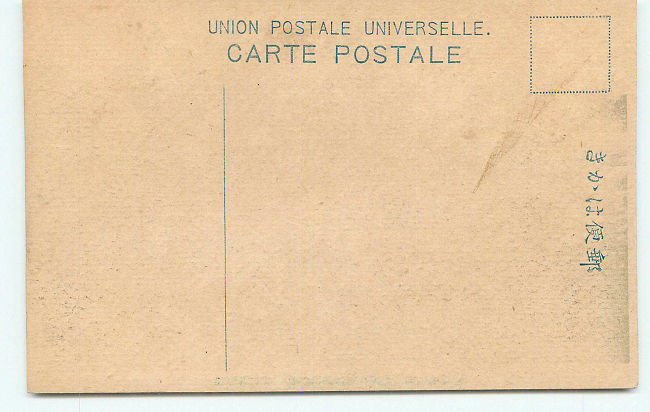 UNION POSTALE UNIVERSELLE.
CARTE POSTALE
郵便はかき